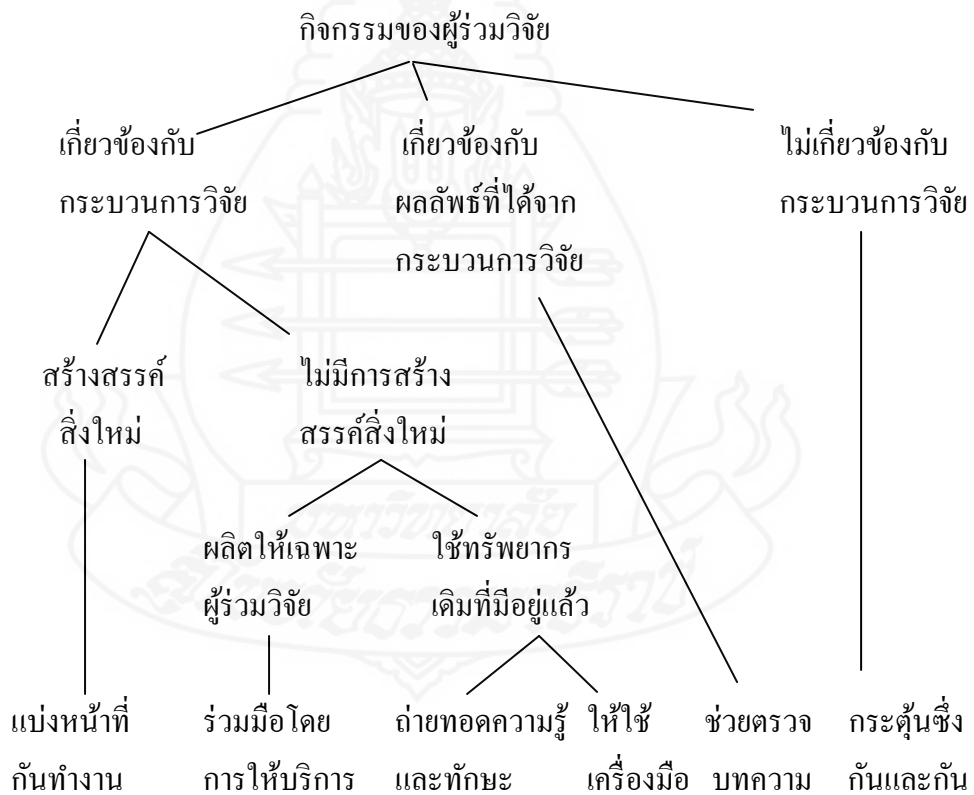 กิจกรรมของผู้ร่วมวิจัย
เกี่ยวข้องกับ
กระบวนการวิจัย
เกี่ยวข้องกับ
ผลลัพธ์ที่ได้จาก
กระบวนการวิจัย
ไม่เกี่ยวข้องกับ
กระบวนการวิจัย
สร้างสรรค์
สิ่งใหม่
ไม่มีการสร้าง
สรรค์สิ่งใหม่
ผลิตให้เฉพาะ
ผู้ร่วมวิจัย
ใช้ทรัพยากร
เดิมที่มีอยู่แล้ว
แบ่งหน้าที่
กันทำงาน
ร่วมมือโดย
การให้บริการ
ถ่ายทอดความรู้
และทักษะ
ให้ใช้
เครื่องมือ
ช่วยตรวจ
บทความ
กระตุ้นซึ่ง
กันและกัน